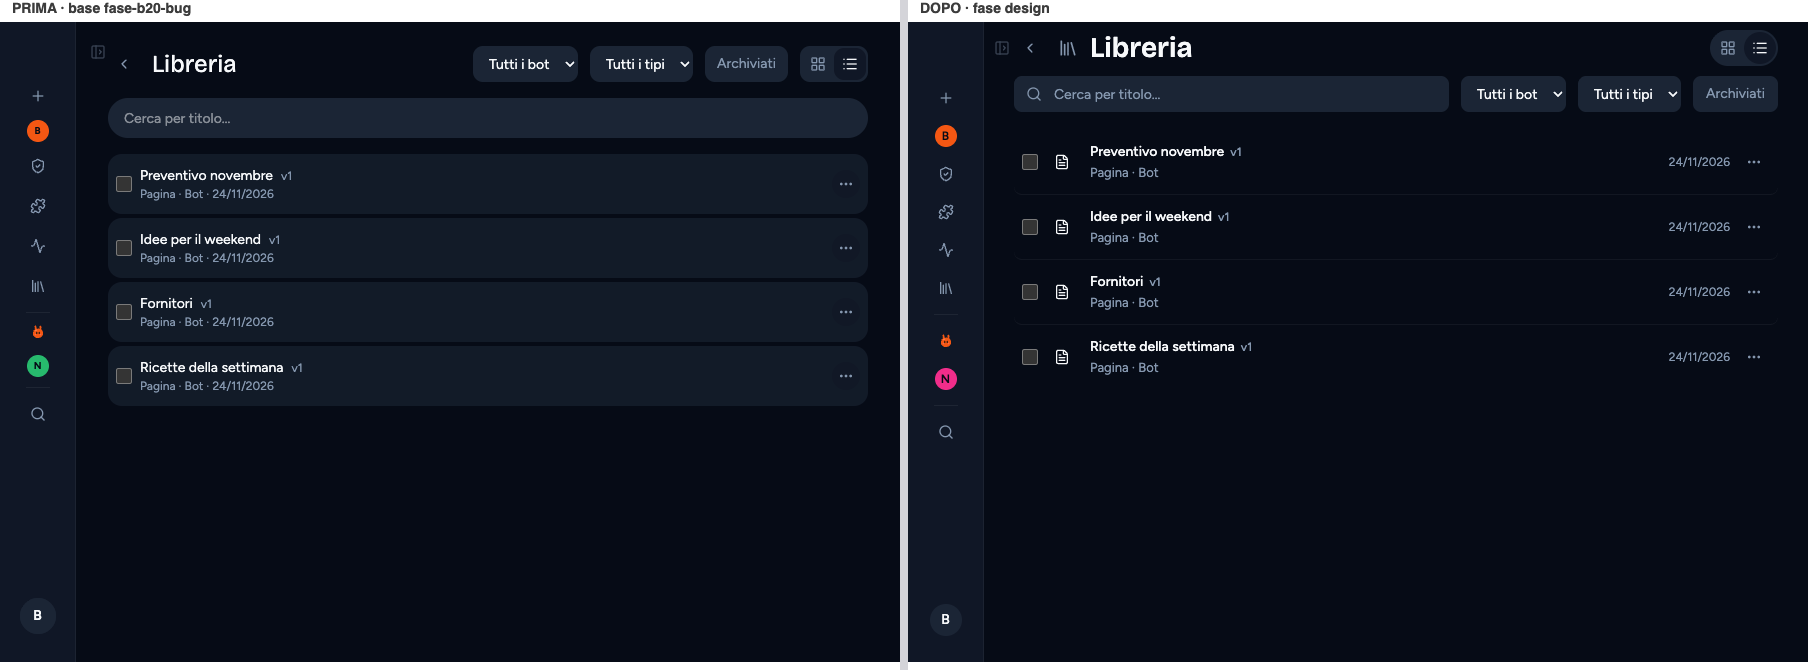 PRIMA · base fase-b20-bug
Libreria
Tutti i bot
Tutti i tipi
Archiviati
Cerca per titolo...
B
Preventivo novembre v1
Pagina · Bot · 24/11/2026
Idee per il weekend v1
Pagina · Bot · 24/11/2026
Fornitori v1
Pagina · Bot · 24/11/2026
Ricette della settimana v1
Pagina · Bot · 24/11/2026
N
B
DOPO · fase design
Libreria
Cerca per titolo...
Tutti i bot
Tutti i tipi
Archiviati
B
Preventivo novembre v1
Pagina · Bot
24/11/2026
Idee per il weekend v1
Pagina · Bot
24/11/2026
Fornitori v1
Pagina · Bot
24/11/2026
Ricette della settimana v1
Pagina · Bot
24/11/2026
N
B